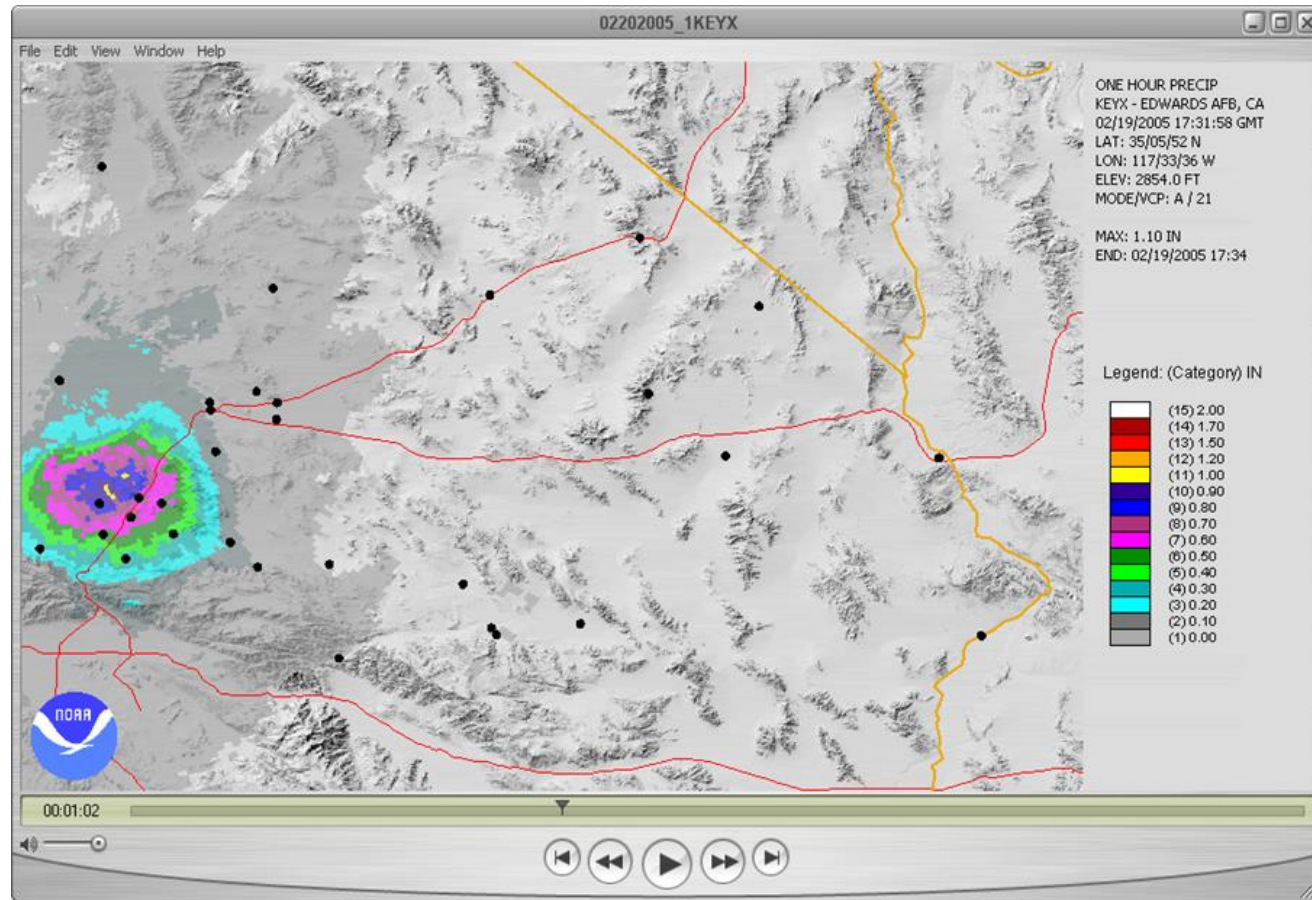 02202005_1KEYX
File Edit View Window Help
ONE HOUR PRECIP
KEYX - EDWARDS AFB, CA
02/19/2005 17:31:58 GMT
LAT: 35/05/52 N
LON: 117/33/36 W
ELEV: 2854.0 FT
MODE/VCP: A / 21
MAX: 1.10 IN
END: 02/19/2005 17:34
Legend: (Category) IN
(15) 2.00
(14) 1.70
(13) 1.50
(12) 1.20
(11) 1.00
(10) 0.90
(9) 0.80
(8) 0.70
(7) 0.60
(6) 0.50
(5) 0.40
(4) 0.30
(3) 0.20
(2) 0.10
(1) 0.00
NOAA
00:01:02